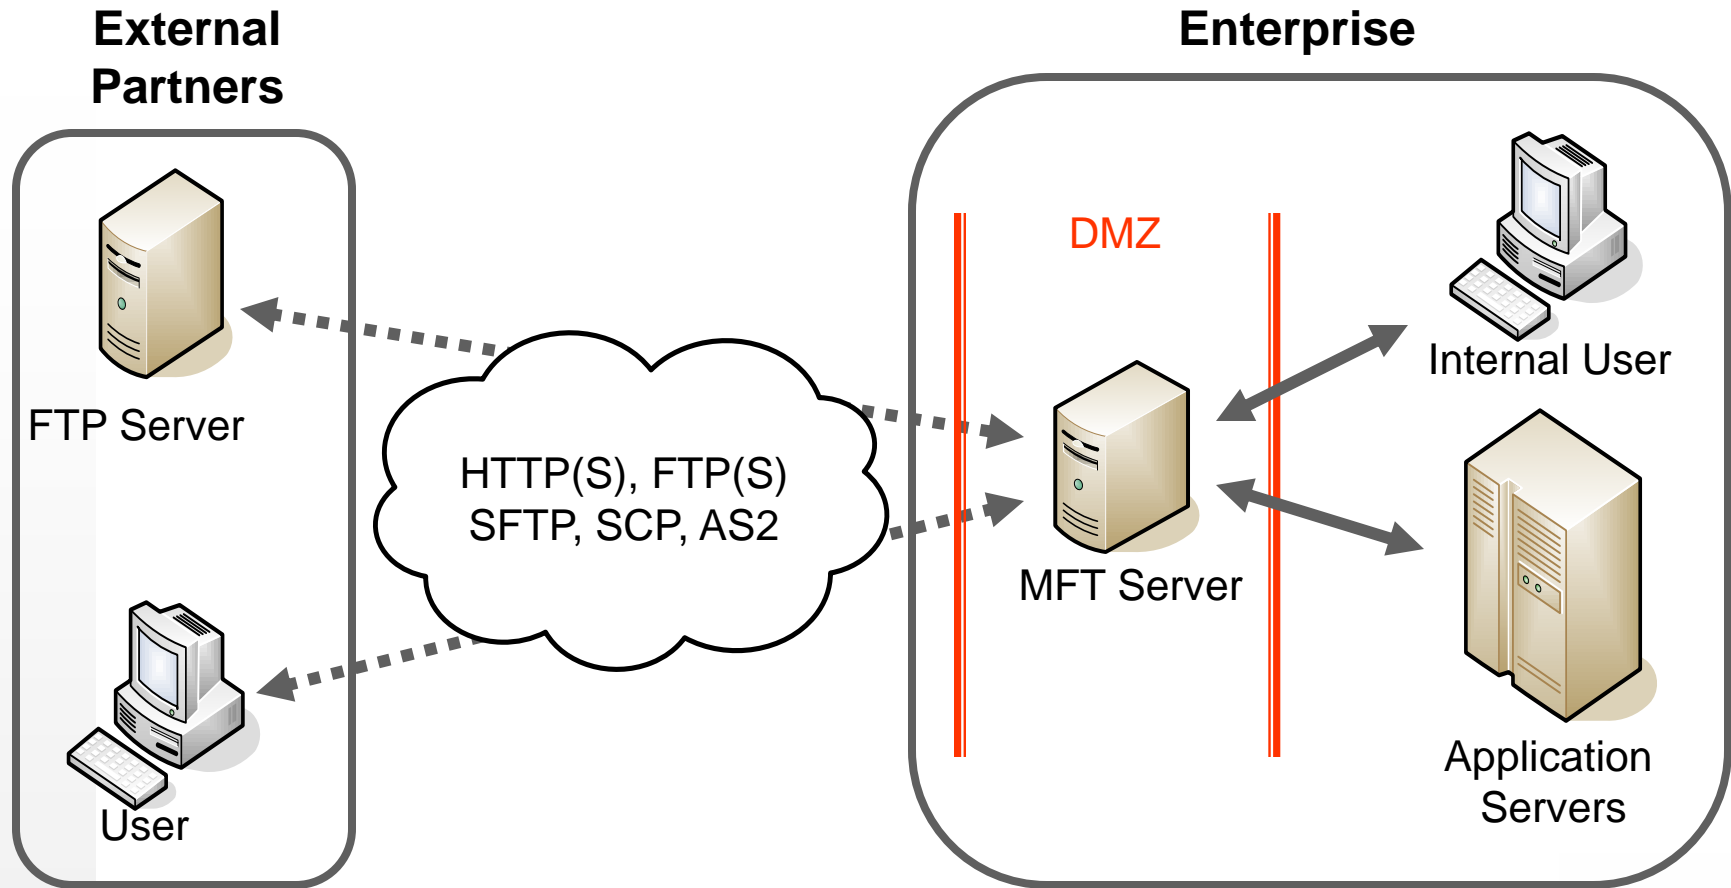 External
Partners
Enterprise
FTP Server
User
HTTP(S), FTP(S)
SFTP, SCP, AS2
DMZ
MFT Server
Internal User
Application
Servers